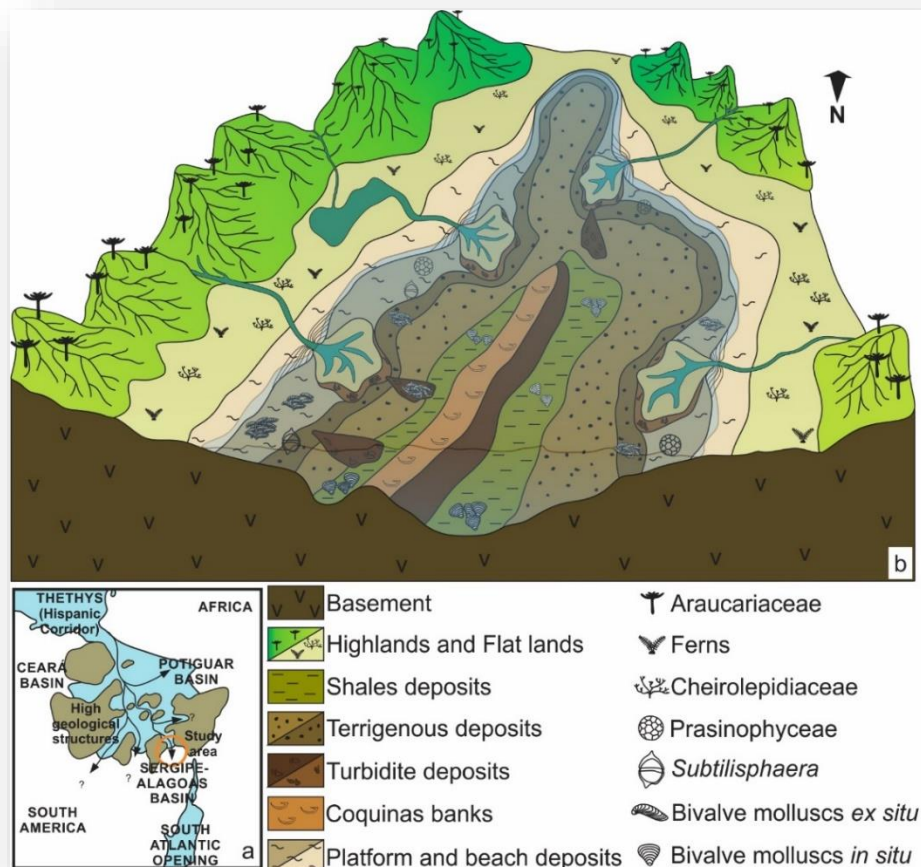 N
b
THETHYS
(Hispanic
Corridor)
AFRICA
CEARÁ
BASIN
POTIGUAR
BASIN
High
geological
structures
?
Study
area
?
?
?
SERGIPE-
ALAGOAS
BASIN
SOUTH
AMERICA
SOUTH
ATLANTIC
OPENING
a
Basement
Highlands and Flat lands
Shales deposits
Terrigenous deposits
Turbidite deposits
Coquinas banks
Platform and beach deposits
Araucariaceae
Ferns
Cheirolepidiaceae
Prasinophyceae
Subtilisphaera
Bivalve molluscs ex situ
Bivalve molluscs in situ